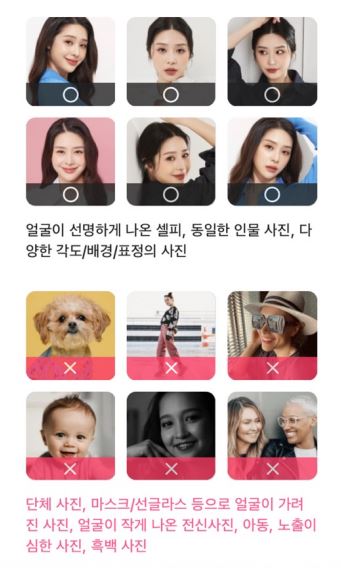 얼굴이 선명하게 나온 셀피, 동일한 인물 사진, 다
양한 각도/배경/표정의 사진
단체 사진, 마스크/선글라스 등으로 얼굴이 가려
진 사진, 얼굴이 작게 나온 전신사진, 아동, 노출이
심한 사진, 흑백 사진